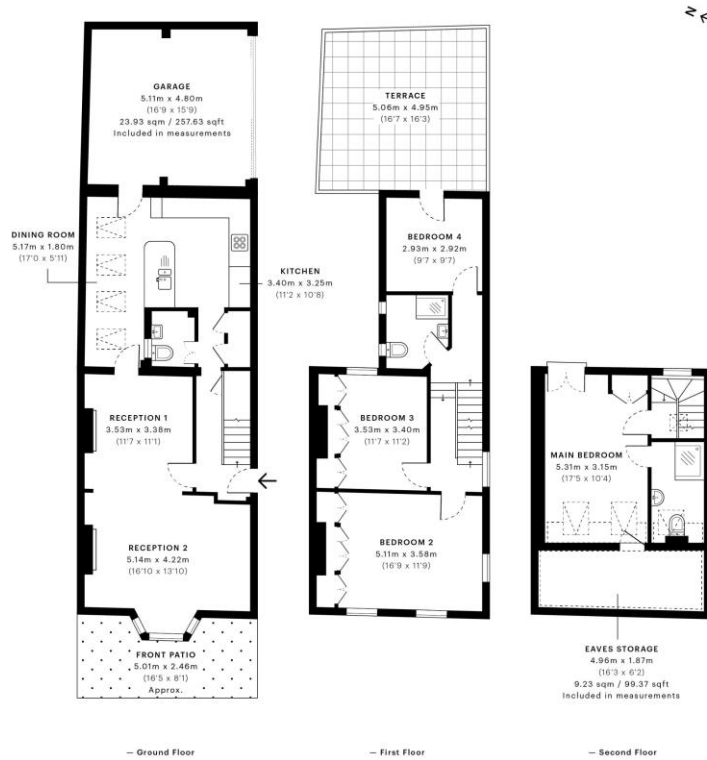 N
GARAGE
5.11m x 4.80m
(16'9 x 15'9)
23.93 sqm / 257.63 sqft
Included in measurements
DINING ROOM
5.17m x 1.80m
(17'0 x 5'11)
KITCHEN
3.40m x 3.25m
(11'2 x 10'8)
RECEPTION 1
3.53m x 3.38m
(11'7 x 11'1)
RECEPTION 2
5.14m x 4.22m
(16'10 x 13'10)
FRONT PATIO
5.01m x 2.46m
(16'5 x 8'1)
Approx.
— Ground Floor
TERRACE
5.06m x 4.95m
(16'7 x 16'3)
BEDROOM 4
2.93m x 2.92m
(9'7 x 9'7)
BEDROOM 3
3.53m x 3.40m
(11'7 x 11'2)
BEDROOM 2
5.11m x 3.58m
(16'9 x 11'9)
— First Floor
MAIN BEDROOM
5.31m x 3.15m
(17'5 x 10'4)
EAVES STORAGE
4.96m x 1.87m
(16'3 x 6'2)
9.23 sqm / 99.37 sqft
Included in measurements
— Second Floor